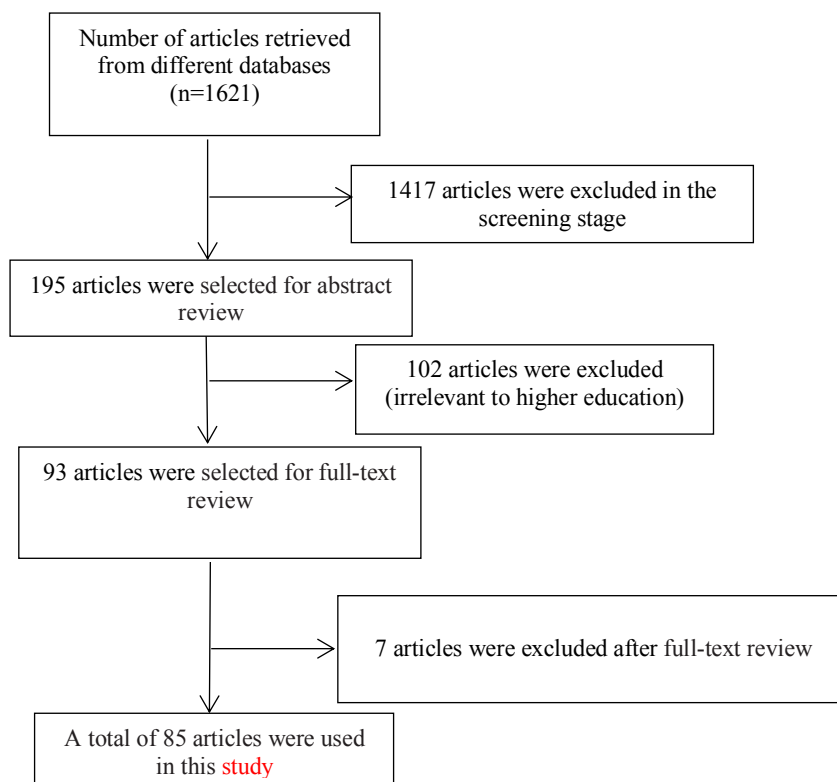 Number of articles retrieved
from different databases
(n=1621)
1417 articles were excluded in the
screening stage
195 articles were selected for abstract
review
102 articles were excluded
(irrelevant to higher education)
93 articles were selected for full-text
review
7 articles were excluded after full-text review
A total of 85 articles were used
in this study